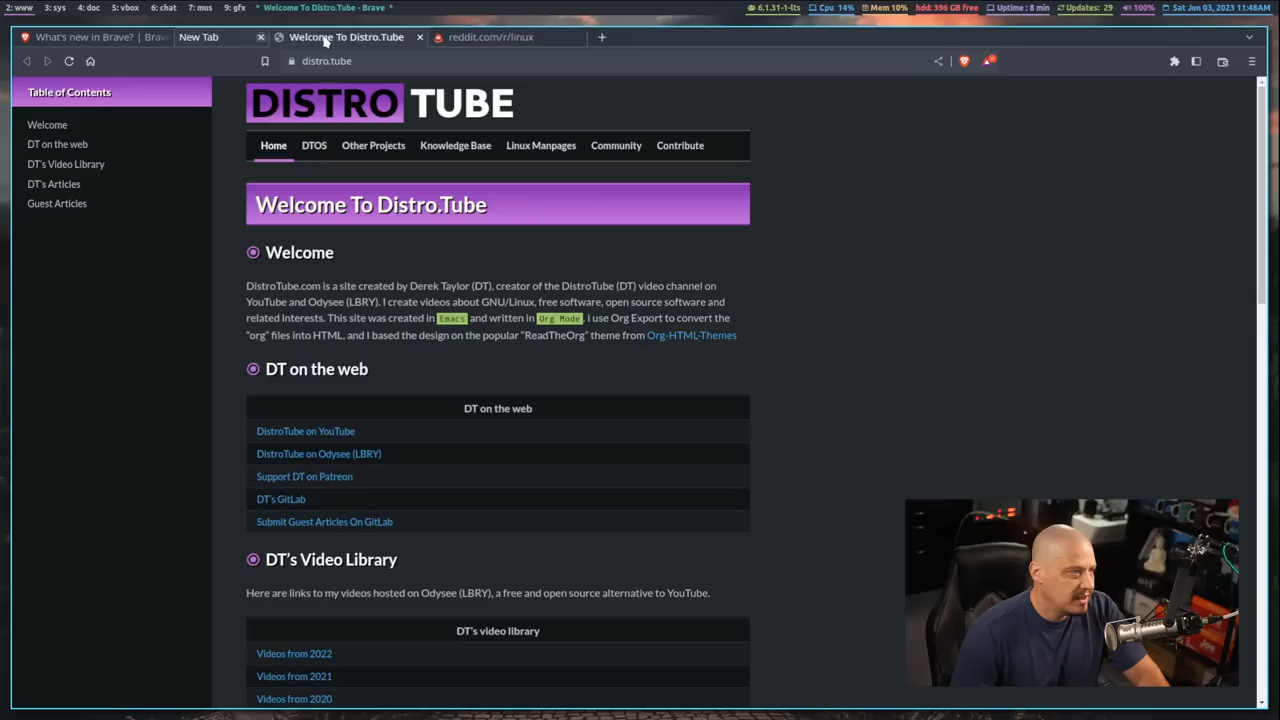 2: www 3: sys 4: doc 5: vbox 6: chat 7: mus 9: gfx * Welcome To Distro.Tube - Brave * 6.1.31-1-lts Cpu 14% Mem 10% hdd: 396 GB free Uptime: 8 min Updates: 29 100% Sat Jun 03, 2023 11:48AM
What's new in Brave? | Brav New Tab Welcome To Distro.Tube reddit.com/r/linux
distro.tube
Table of Contents
Welcome
DT on the web
DT's Video Library
DT's Articles
Guest Articles
DISTRO TUBE
Home DTOS Other Projects Knowledge Base Linux Manpages Community Contribute
Welcome To Distro.Tube
Welcome
DistroTube.com is a site created by Derek Taylor (DT), creator of the DistroTube (DT) video channel on
YouTube and Odysee (LBRY). I create videos about GNU/Linux, free software, open source software and
related interests. This site was created in Emacs and written in Org Mode. I use Org Export to convert the
"org" files into HTML, and I based the design on the popular "ReadTheOrg" theme from Org-HTML-Themes
DT on the web
DT on the web
DistroTube on YouTube
DistroTube on Odysee (LBRY)
Support DT on Patreon
DT's GitLab
Submit Guest Articles On GitLab
DT's Video Library
Here are links to my videos hosted on Odysee (LBRY), a free and open source alternative to YouTube.
DT's video library
Videos from 2022
Videos from 2021
Videos from 2020